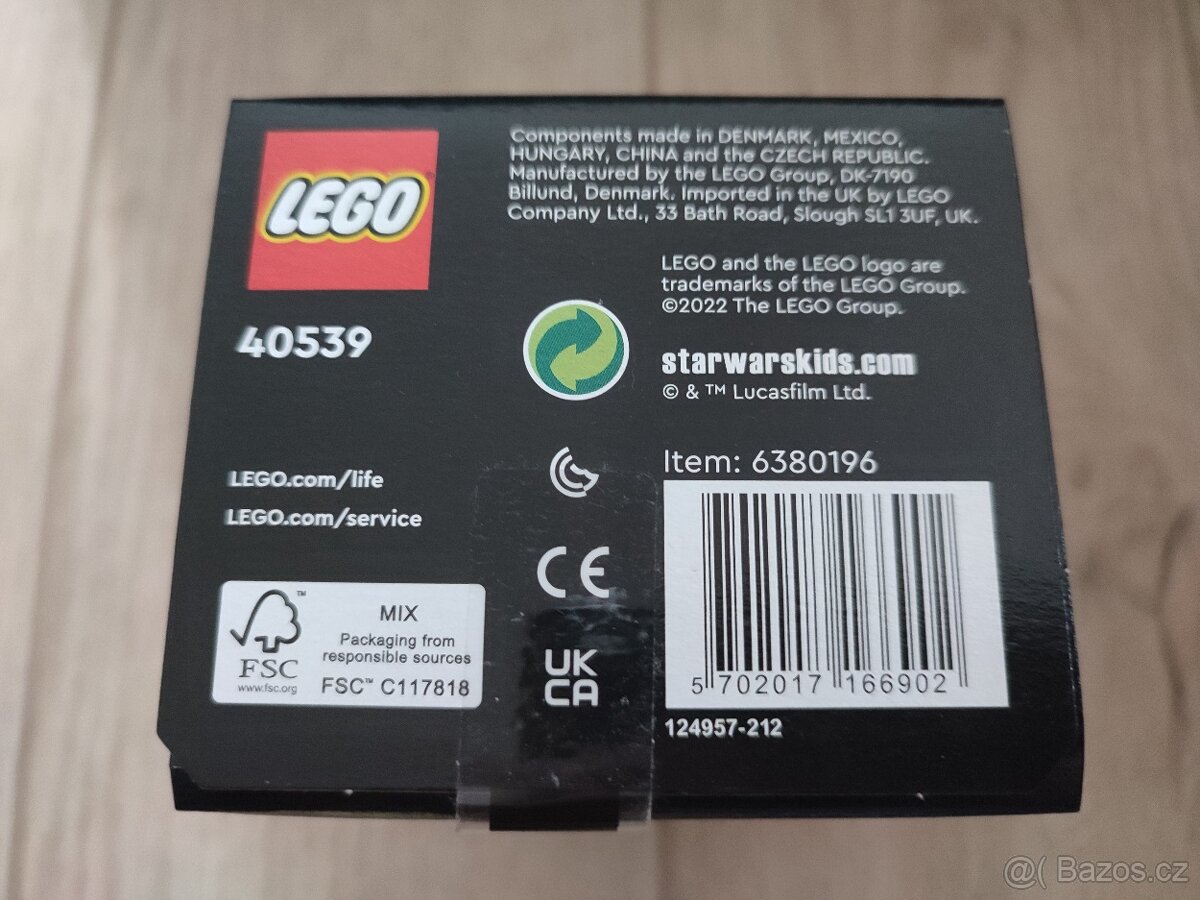 LEGO
40539
LEGO.com/life
LEGO.com/service
FSC™
www.fsc.org
MIX
Packaging from
responsible sources
FSC™ C117818
Components made in DENMARK, MEXICO,
HUNGARY, CHINA and the CZECH REPUBLIC.
Manufactured by the LEGO Group, DK-7190
Billund, Denmark. Imported in the UK by LEGO
Company Ltd., 33 Bath Road, Slough SL1 3UF, UK.
LEGO and the LEGO logo are
trademarks of the LEGO Group.
©2022 The LEGO Group.
starwarskids.com
© & ™ Lucasfilm Ltd.
CE
UK
CA
Item: 6380196
5 702017 166902
124957-212
@( Bazos.cz